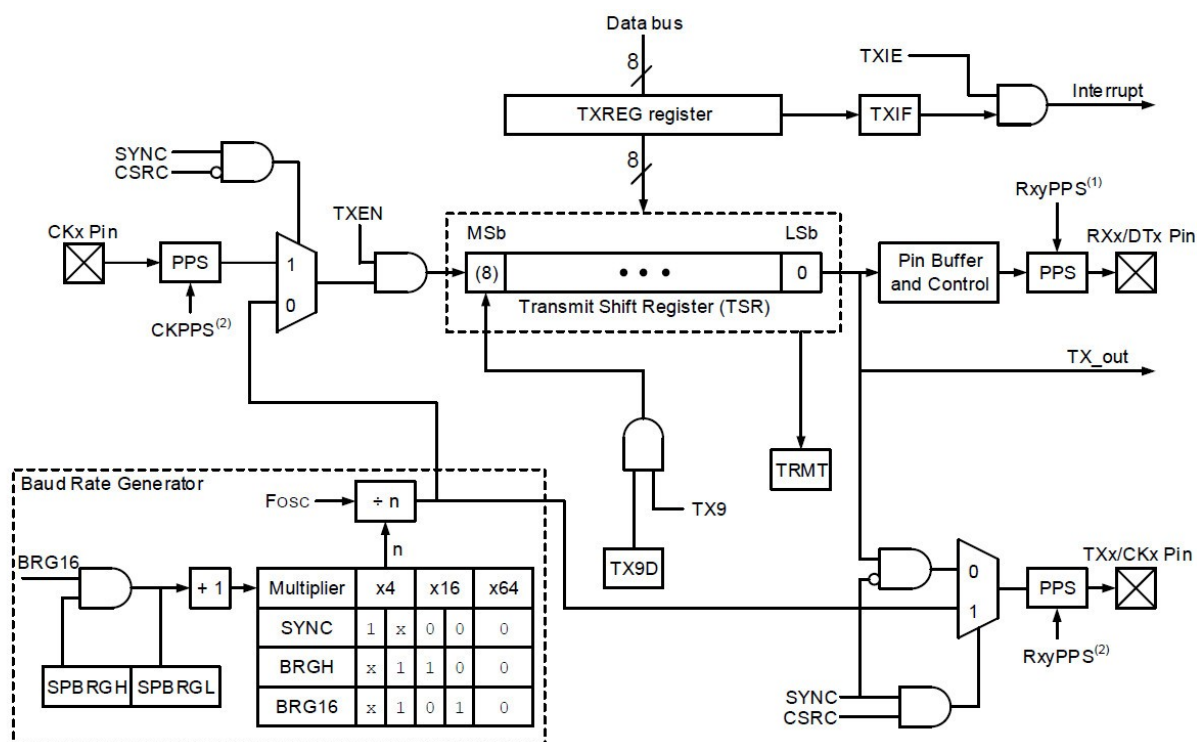 Data bus
8
TXIE
TXREG register
TXIF
Interrupt
SYNC
CSRC
8
RxyPPS(1)
TXEN
CKx Pin
MSb
LSb
RXx/DTx Pin
PPS
1
(8)
• • •
0
Pin Buffer
and Control
PPS
0
Transmit Shift Register (TSR)
CKPPS(2)
TX_out
TRMT
Baud Rate Generator
FOSC
÷ n
TX9
n
BRG16
TX9D
TXx/CKx Pin
+ 1
Multiplier x4 x16 x64
0
PPS
SYNC 1 x 0 0 0
1
BRGH x 1 1 0 0
RxyPPS(2)
SPBRGH SPBRGL
BRG16 x 1 0 1 0
SYNC
CSRC